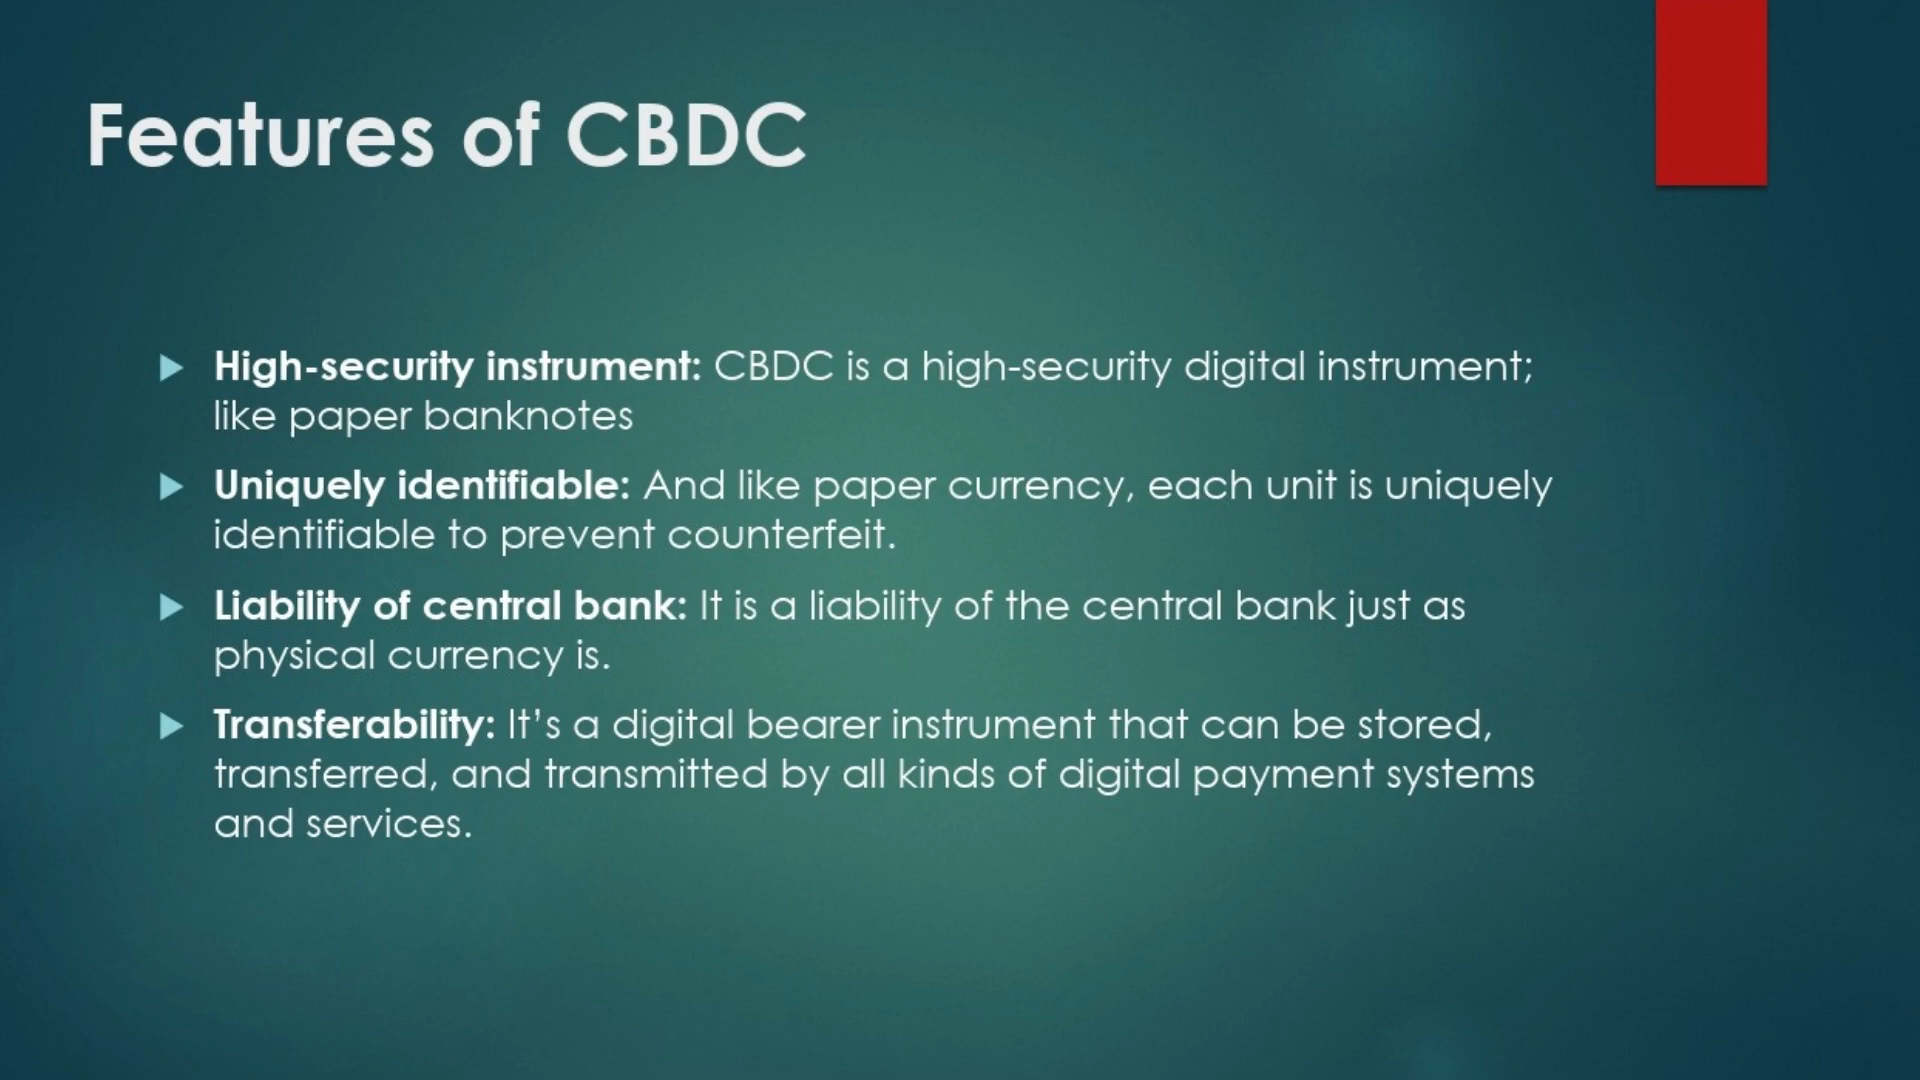 Features of CBDC
High-security instrument: CBDC is a high-security digital instrument;
like paper banknotes
Uniquely identifiable: And like paper currency, each unit is uniquely
identifiable to prevent counterfeit.
Liability of central bank: It is a liability of the central bank just as
physical currency is.
Transferability: It’s a digital bearer instrument that can be stored,
transferred, and transmitted by all kinds of digital payment systems
and services.